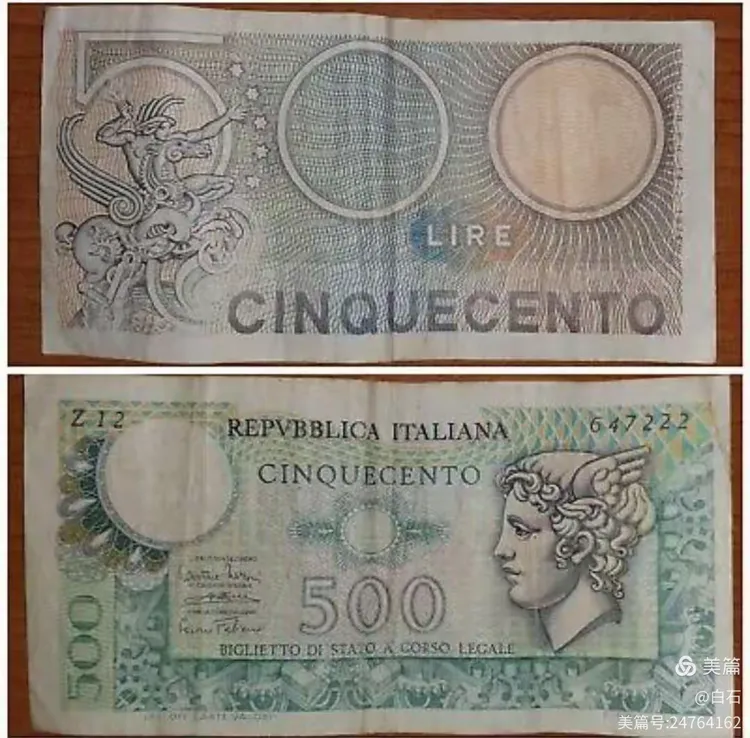 LIRE
CINQUECENTO
Z 12
647222
REPVBBLICA ITALIANA
CINQUECENTO
500
500
BIGLIETTO DI STATO A CORSO LEGALE
美篇
@白石
美篇号:24764162